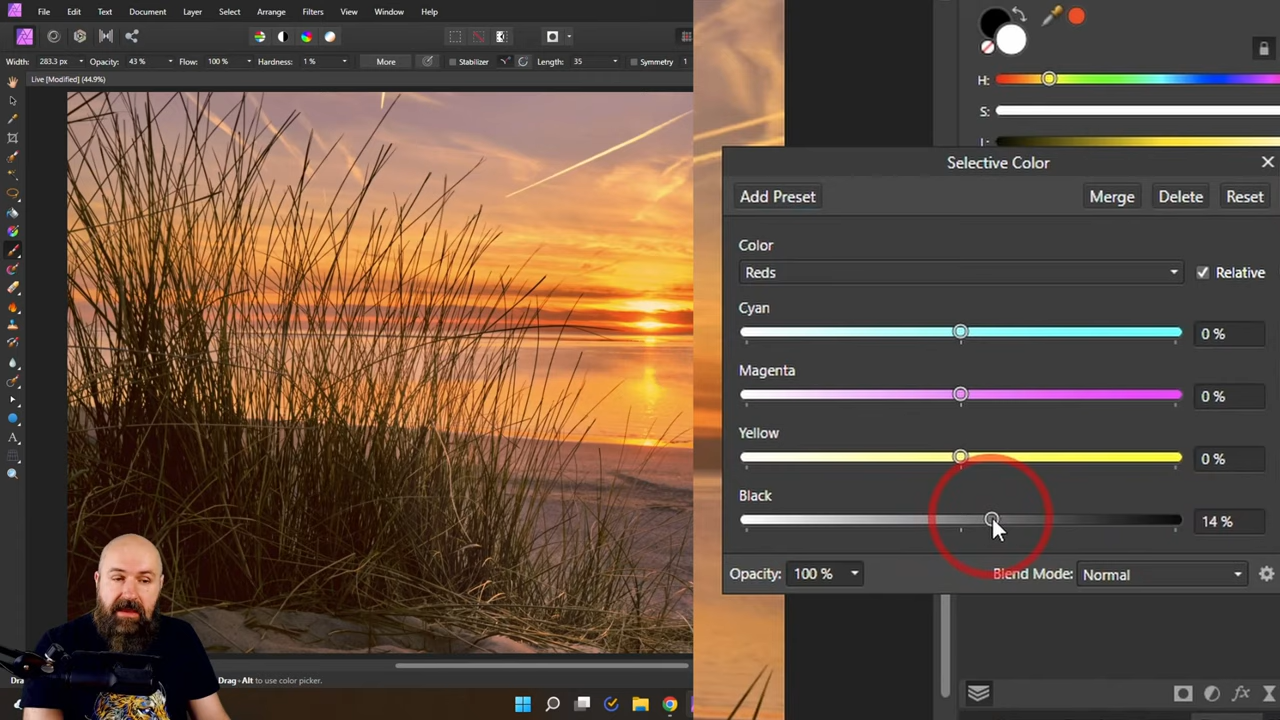 File Edit Text Document Layer Select Arrange Filters View Window Help
Width: 283.3 px Opacity: 43 % Flow: 100 % Hardness: 1 % More Stabilizer Length: 35 Symmetry 1
Live [Modified] (44.9%)
H:
S:
L:
Selective Color
Add Preset Merge Delete Reset
Color
Reds Relative
Cyan
0 %
Magenta
0 %
Yellow
0 %
Black
14 %
Opacity: 100 % Blend Mode: Normal
Drag+Alt to use color picker.